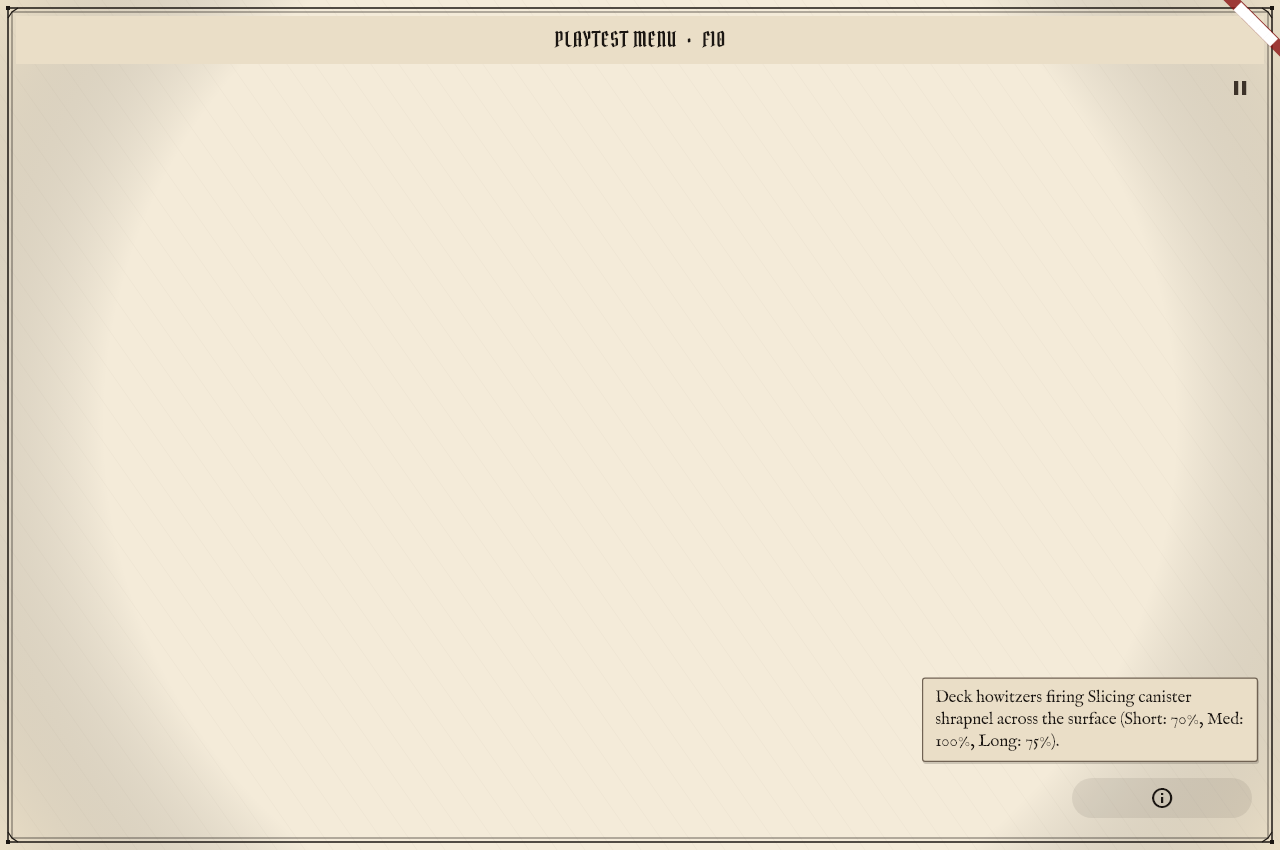 PLAYTEST MENU · F10
Deck howitzers firing Slicing canister
shrapnel across the surface (Short: 70%, Med:
100%, Long: 75%).